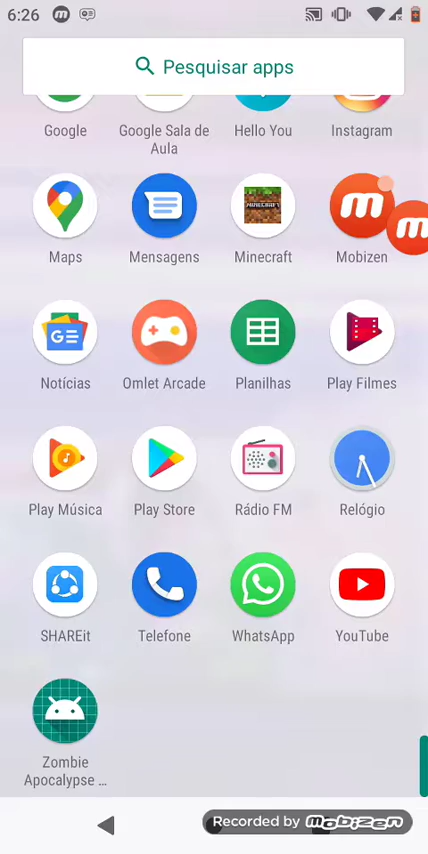 6:26
Pesquisar apps
Google
Google Sala de
Aula
Hello You
Instagram
Maps
Mensagens
Minecraft
Mobizen
Notícias
Omlet Arcade
Planilhas
Play Filmes
Play Música
Play Store
Rádio FM
Relógio
SHAREit
Telefone
WhatsApp
YouTube
Zombie
Apocalypse ...
Recorded by mobizen